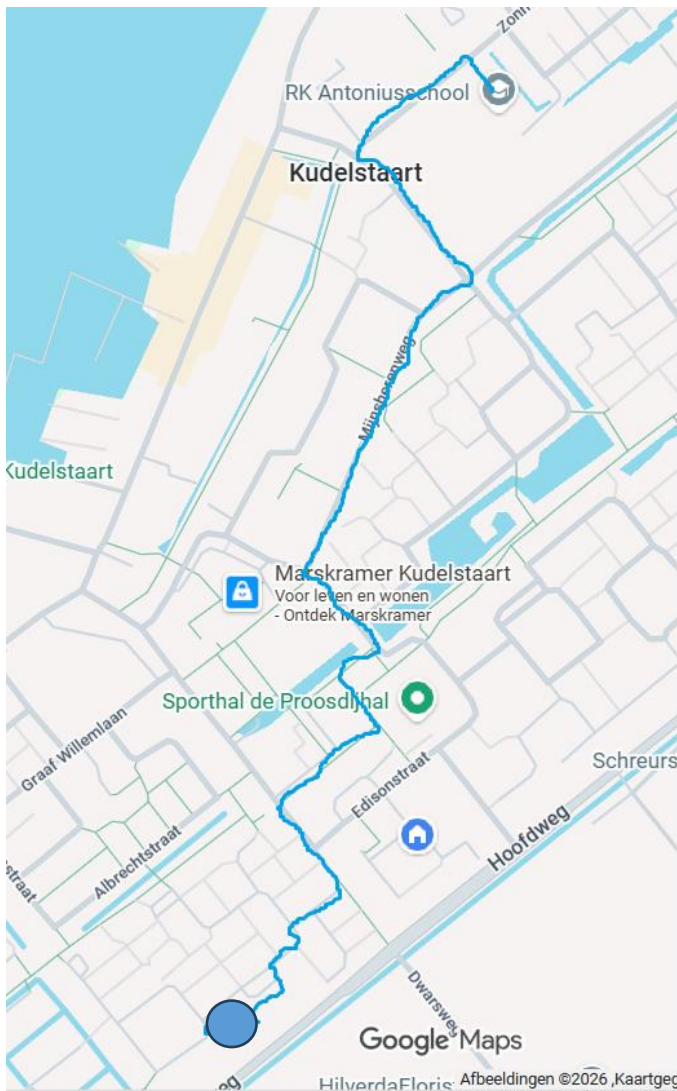 Zonn
RK Antoniusschool
Kudelstaart
Mijnsherenweg
Kudelstaart
Marskramer Kudelstaart
Voor leven en wonen
- Ontdek Marskramer
Sporthal de Proosdijhal
Graaf Willemlaan
Edisonstraat
Schreurs
Hoofdweg
Albrechtstraat
straat
Dwarsweg
Google Maps
eg
HilverdaFloris
Afbeeldingen ©2026 ,Kaartgeg